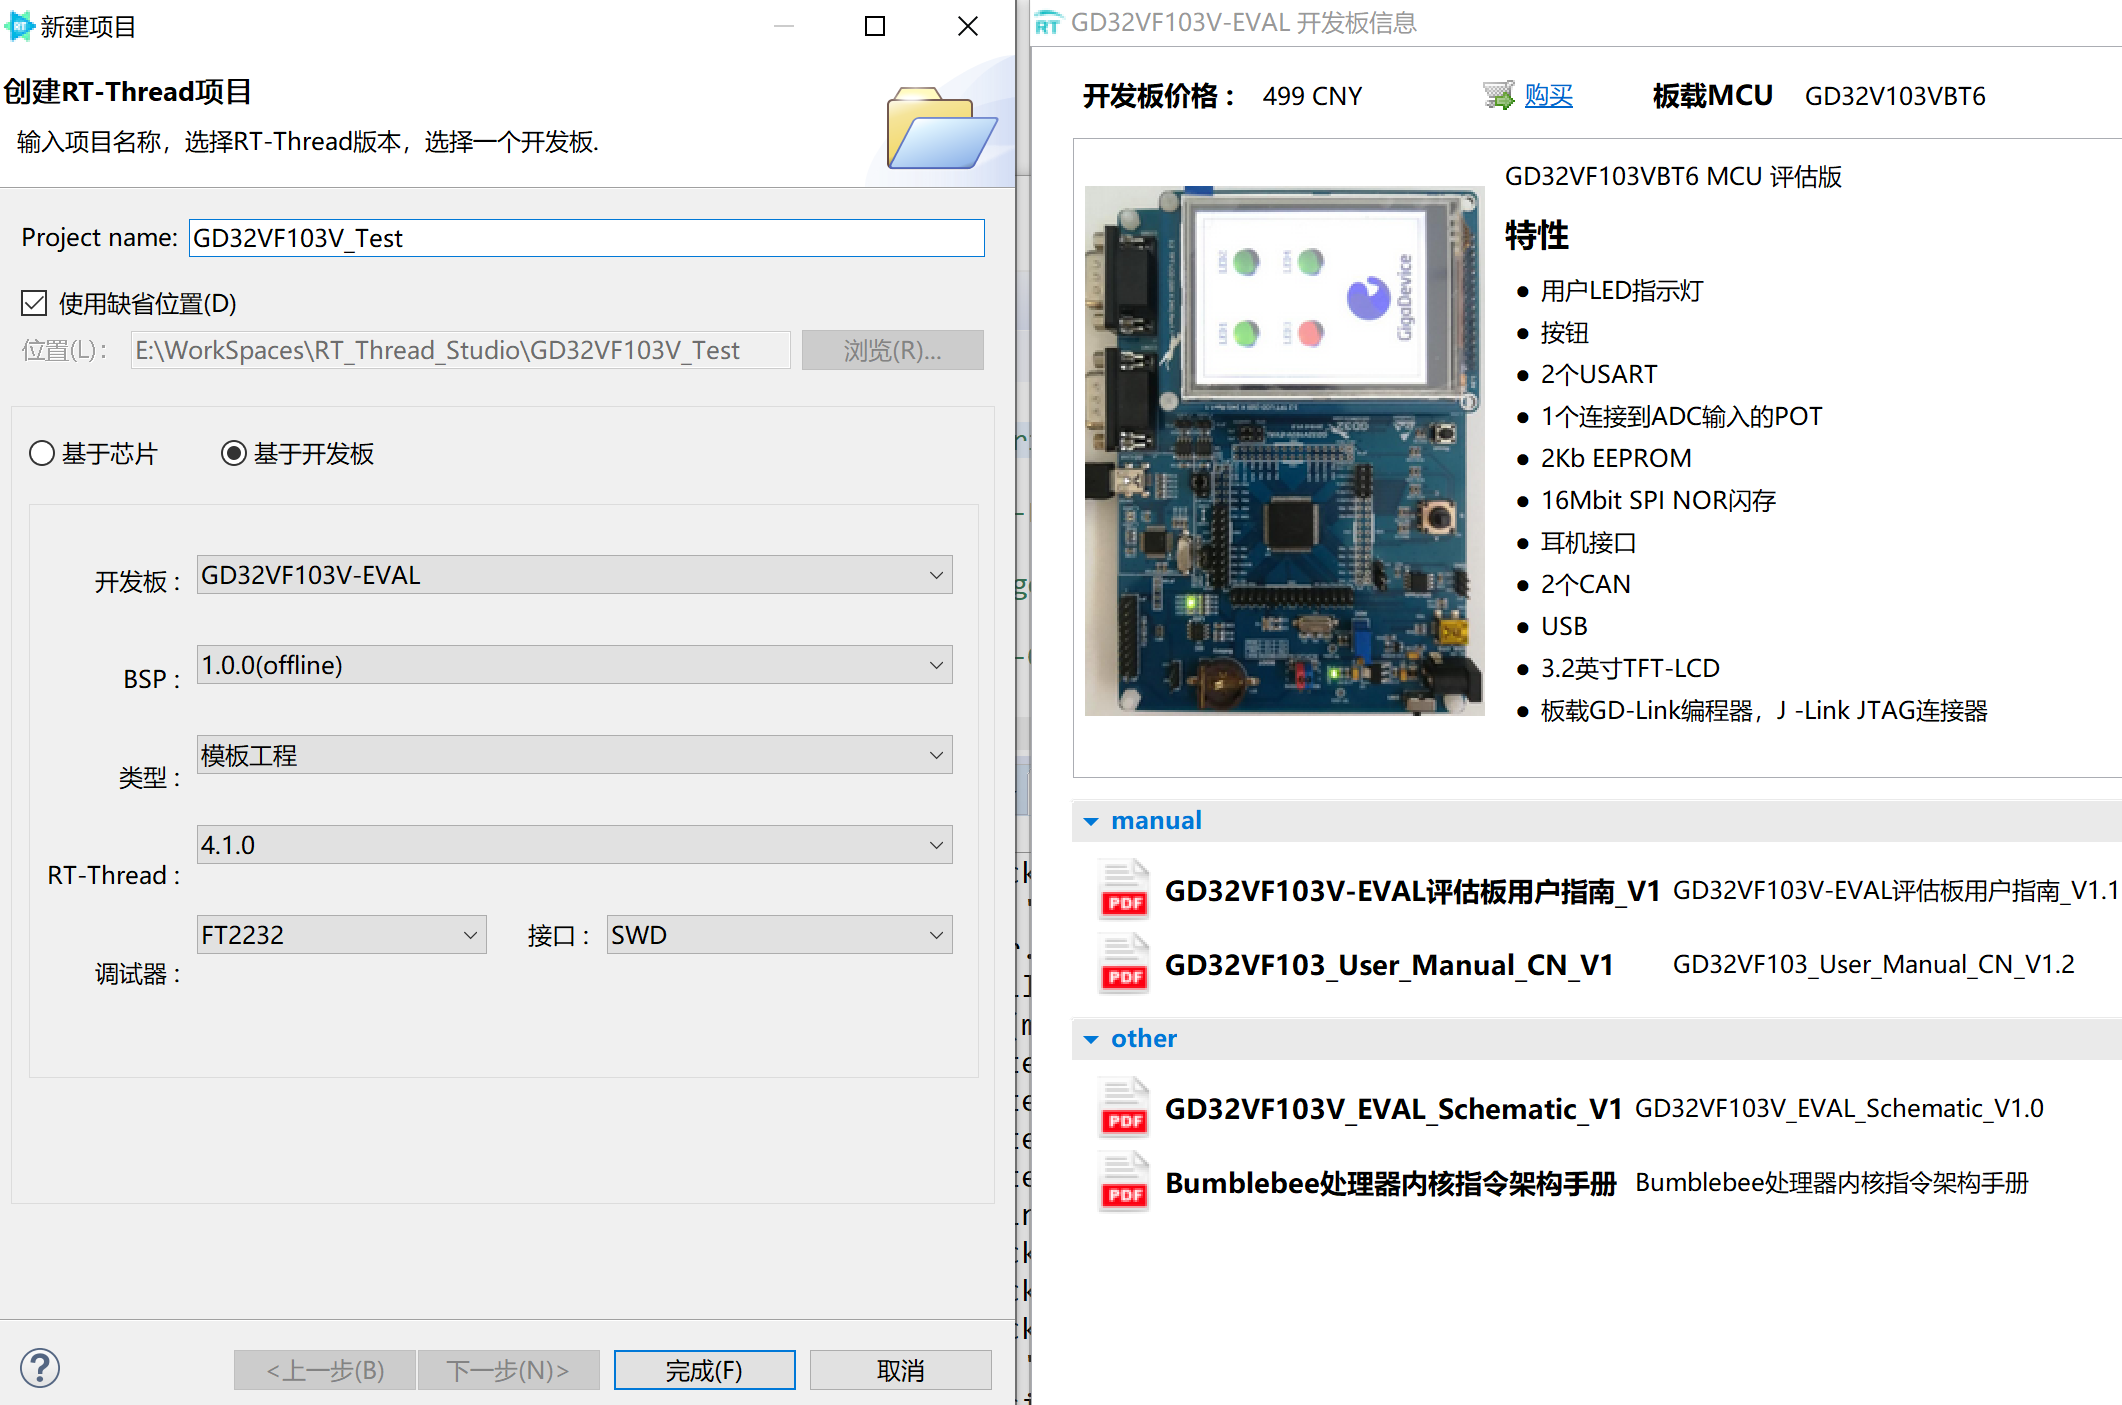 新建项目
创建RT-Thread项目
输入项目名称，选择RT-Thread版本，选择一个开发板.
Project name: GD32VF103V_Test
使用缺省位置(D)
位置(L)： E:\WorkSpaces\RT_Thread_Studio\GD32VF103V_Test 浏览(R)...
基于芯片 基于开发板
开发板： GD32VF103V-EVAL
BSP： 1.0.0(offline)
类型： 模板工程
RT-Thread： 4.1.0
调试器： FT2232 接口： SWD
<上一步(B) 下一步(N)> 完成(F) 取消
GD32VF103V-EVAL 开发板信息
开发板价格： 499 CNY 购买 板载MCU GD32V103VBT6
GigaDevice
GD32VF103VBT6 MCU 评估版
特性
● 用户LED指示灯
● 按钮
● 2个USART
● 1个连接到ADC输入的POT
● 2Kb EEPROM
● 16Mbit SPI NOR闪存
● 耳机接口
● 2个CAN
● USB
● 3.2英寸TFT-LCD
● 板载GD-Link编程器，J -Link JTAG连接器
manual
PDF GD32VF103V-EVAL评估板用户指南_V1 GD32VF103V-EVAL评估板用户指南_V1.1
PDF GD32VF103_User_Manual_CN_V1 GD32VF103_User_Manual_CN_V1.2
other
PDF GD32VF103V_EVAL_Schematic_V1 GD32VF103V_EVAL_Schematic_V1.0
PDF Bumblebee处理器内核指令架构手册 Bumblebee处理器内核指令架构手册